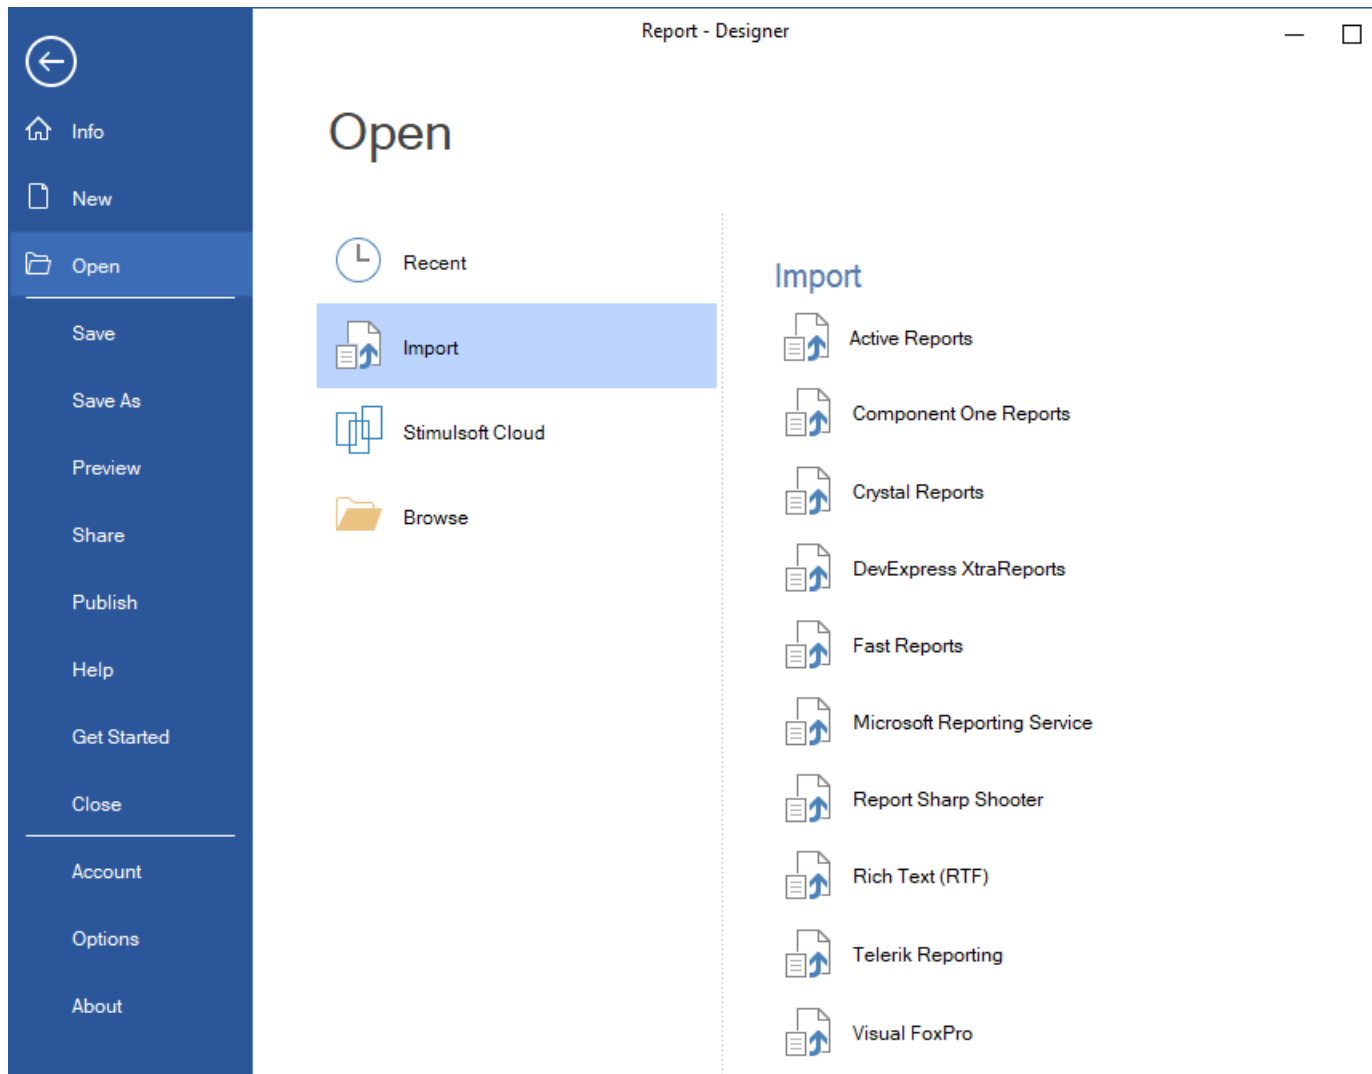 Report - Designer
Info
New
Open
Save
Save As
Preview
Share
Publish
Help
Get Started
Close
Account
Options
About
Open
Recent
Import
Stimulsoft Cloud
Browse
Import
Active Reports
Component One Reports
Crystal Reports
DevExpress XtraReports
Fast Reports
Microsoft Reporting Service
Report Sharp Shooter
Rich Text (RTF)
Telerik Reporting
Visual FoxPro